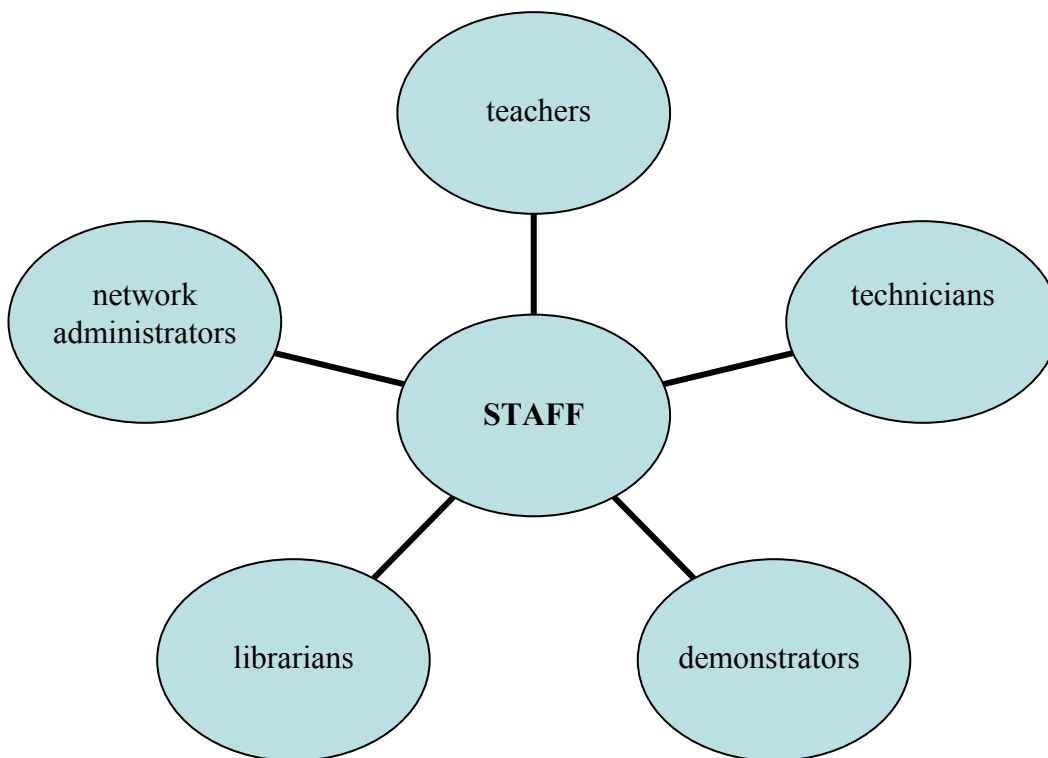 teachers
network
administrators
technicians
STAFF
librarians
demonstrators